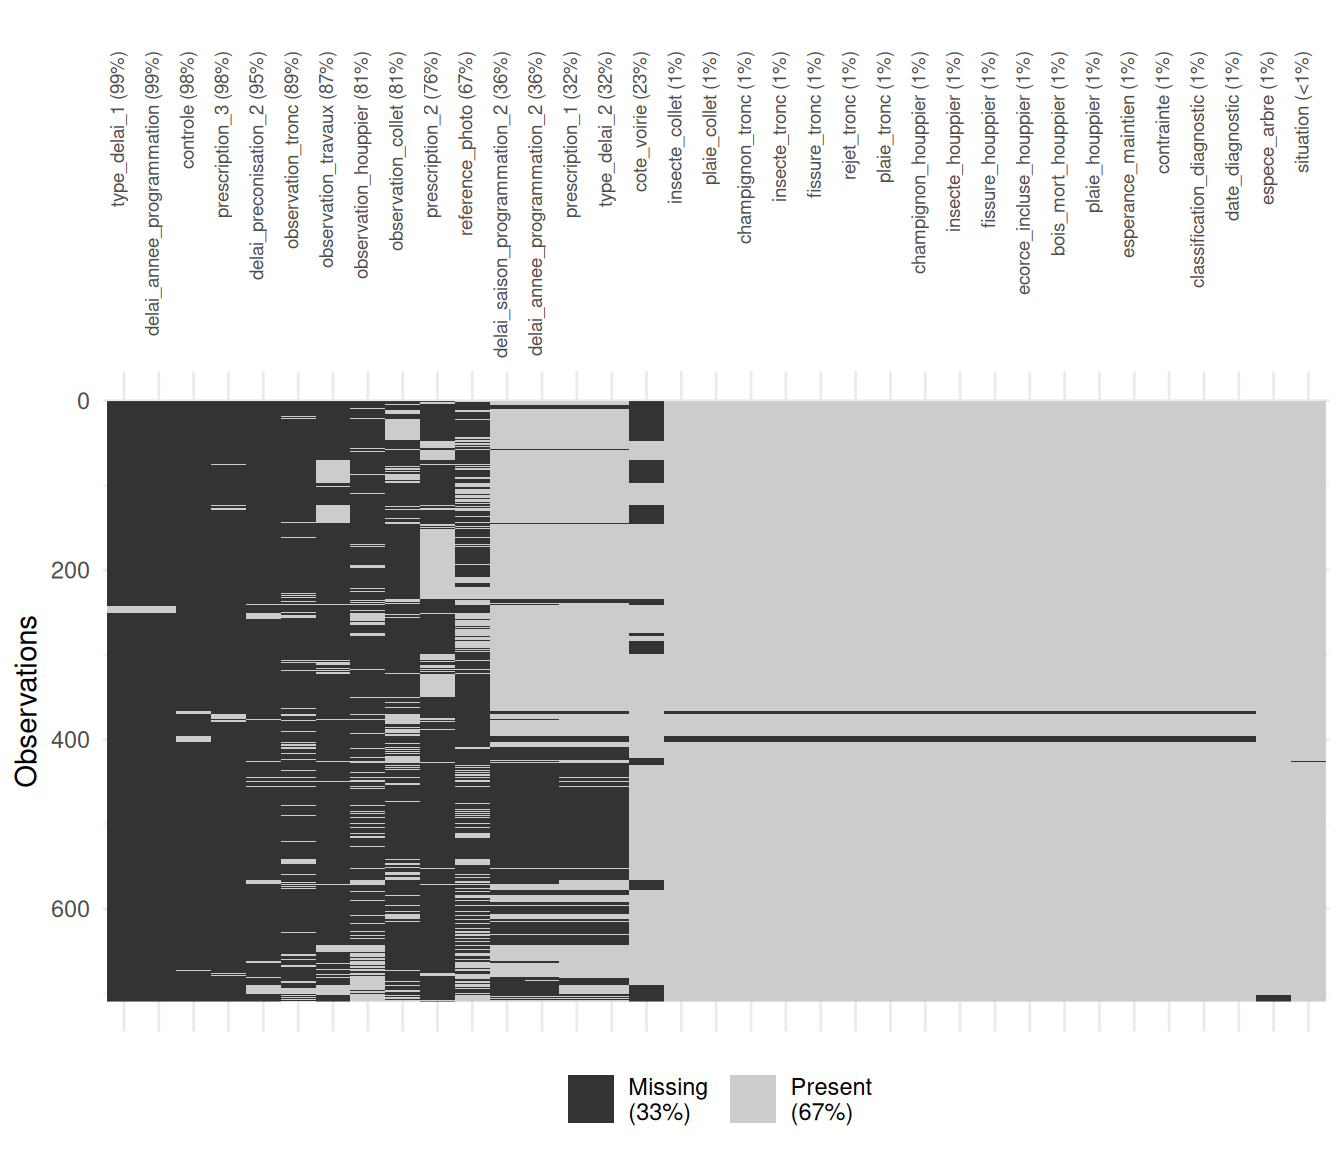 type_delai_1 (99%)
delai_annee_programmation (99%)
controle (98%)
prescription_3 (98%)
delai_preconisation_2 (95%)
observation_tronc (89%)
observation_travaux (87%)
observation_houppier (81%)
observation_collet (81%)
prescription_2 (76%)
reference_photo (67%)
delai_saison_programmation_2 (36%)
delai_annee_programmation_2 (36%)
prescription_1 (32%)
type_delai_2 (32%)
cote_voirie (23%)
insecte_collet (1%)
plaie_collet (1%)
champignon_tronc (1%)
insecte_tronc (1%)
fissure_tronc (1%)
rejet_tronc (1%)
plaie_tronc (1%)
champignon_houppier (1%)
insecte_houppier (1%)
fissure_houppier (1%)
ecorce_incluse_houppier (1%)
bois_mort_houppier (1%)
plaie_houppier (1%)
esperance_maintien (1%)
contrainte (1%)
classification_diagnostic (1%)
date_diagnostic (1%)
espece_arbre (1%)
situation (<1%)
0
200
400
600
Observations
Missing
(33%)
Present
(67%)